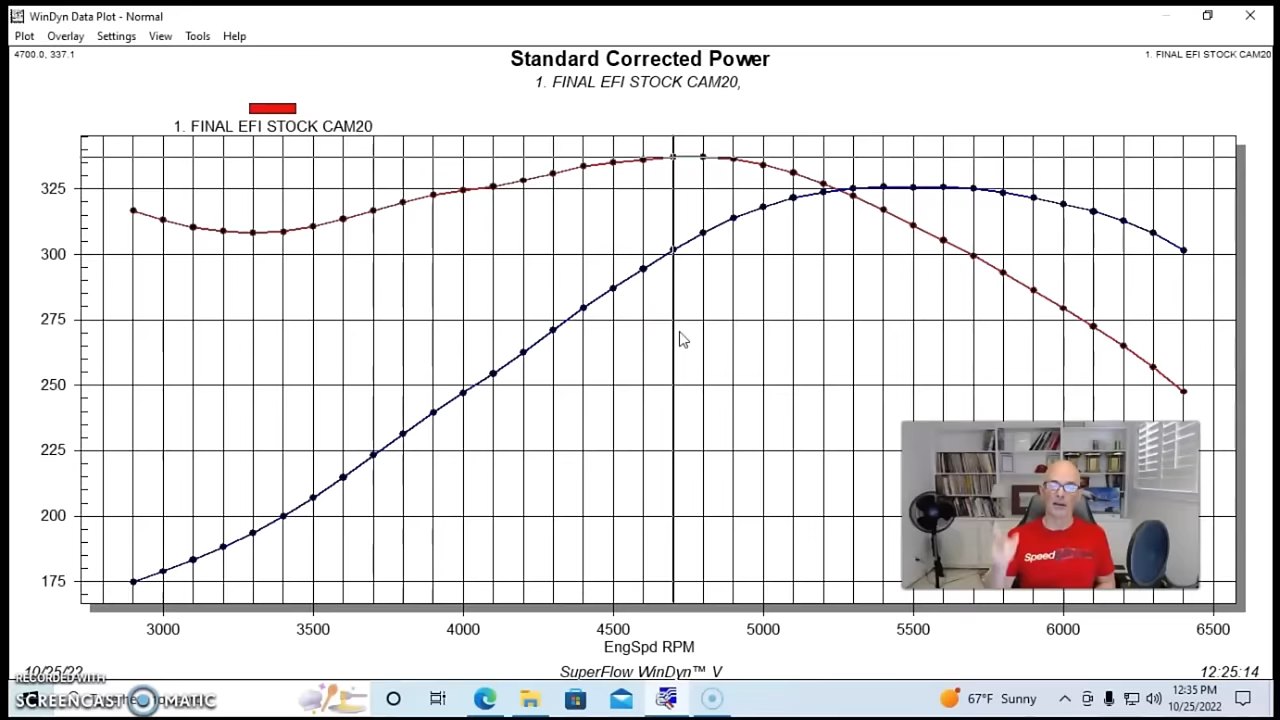 WinDyn Data Plot - Normal
Plot Overlay Settings View Tools Help
4700.0, 337.1
Standard Corrected Power
1. FINAL EFI STOCK CAM20
1. FINAL EFI STOCK CAM20,
1. FINAL EFI STOCK CAM20
325
300
275
250
225
200
175
Speed
3000 3500 4000 4500 5000 5500 6000 6500
EngSpd RPM
10/25/22
SuperFlow WinDyn™ V
12:25:14
RECORDED WITH
SCREENCAST MATIC
67°F Sunny
12:35 PM
10/25/2022